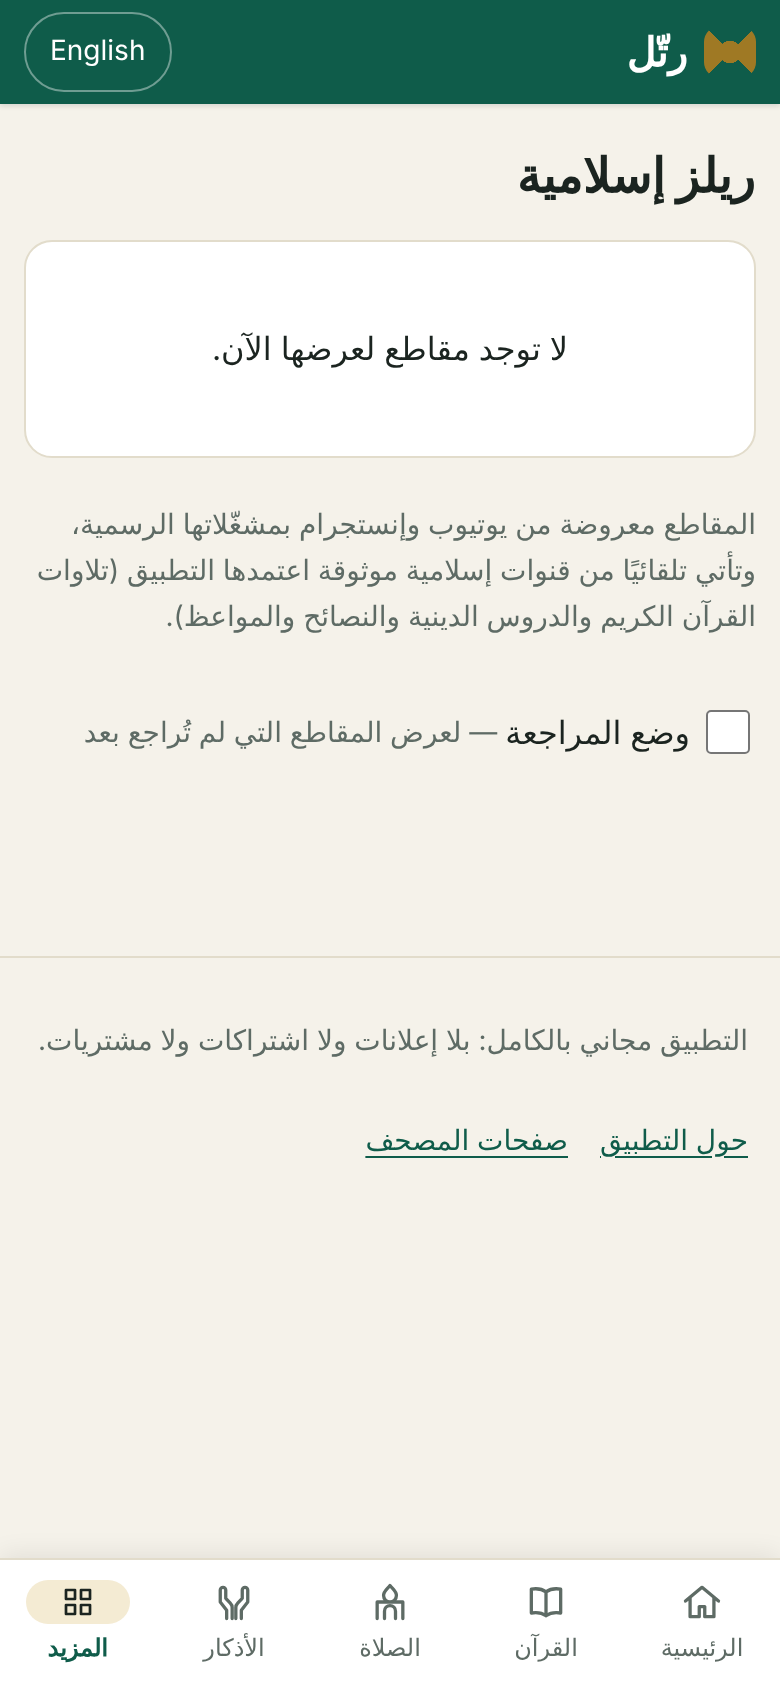 رتّل
English
ريلز إسلامية
لا توجد مقاطع لعرضها الآن.
المقاطع معروضة من يوتيوب وإنستجرام بمشغّلاتها الرسمية،
وتأتي تلقائيًا من قنوات إسلامية موثوقة اعتمدها التطبيق (تلاوات
القرآن الكريم والدروس الدينية والنصائح والمواعظ).
وضع المراجعة — لعرض المقاطع التي لم تُراجع بعد
التطبيق مجاني بالكامل: بلا إعلانات ولا اشتراكات ولا مشتريات.
حول التطبيق صفحات المصحف
الرئيسية القرآن الصلاة الأذكار المزيد